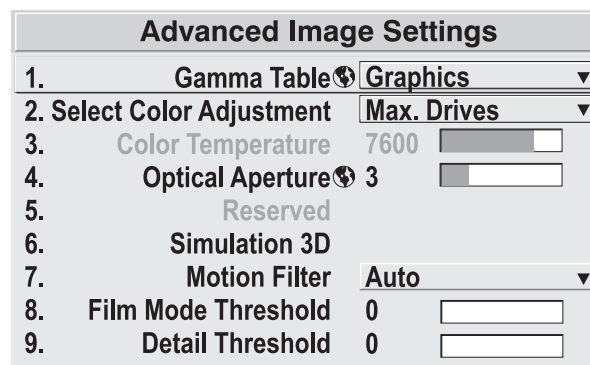 Advanced Image Settings
1. Gamma Table Graphics
2. Select Color Adjustment Max. Drives
3. Color Temperature 7600
4. Optical Aperture 3
5. Reserved
6. Simulation 3D
7. Motion Filter Auto
8. Film Mode Threshold 0
9. Detail Threshold 0